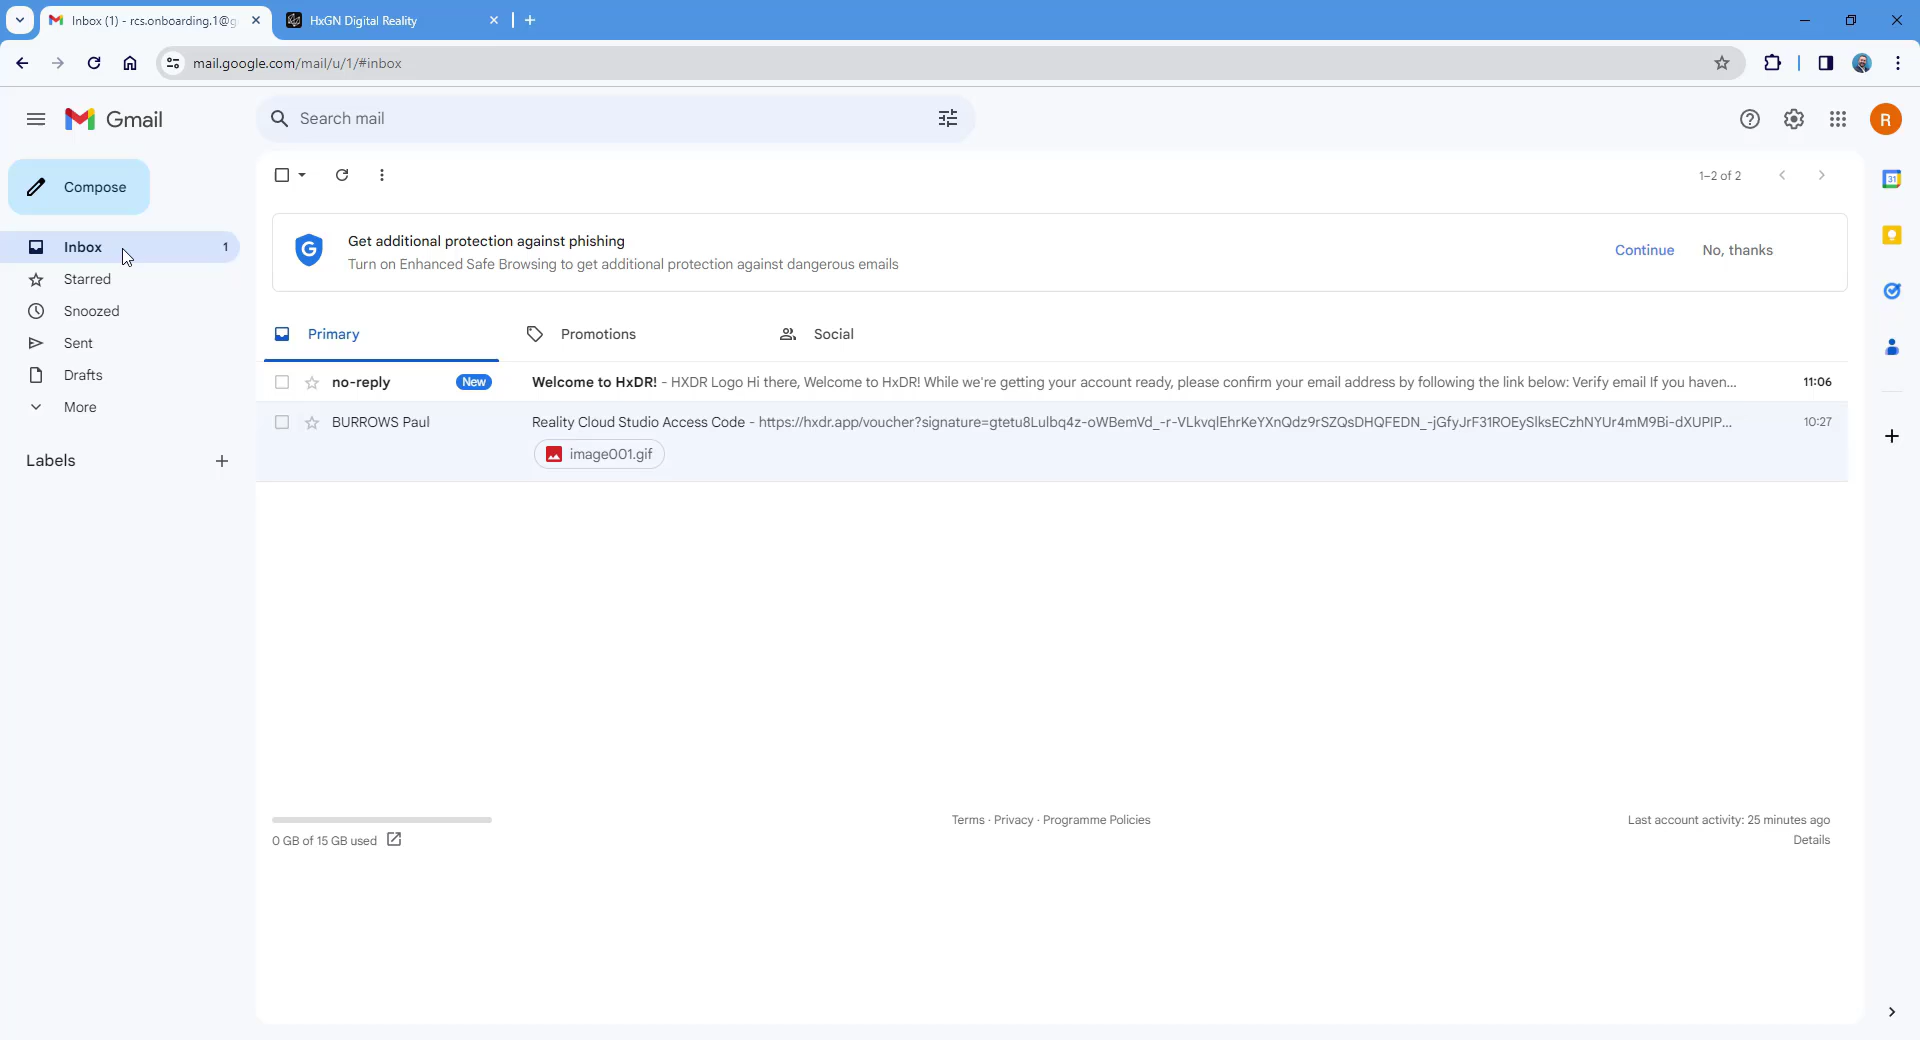 Inbox (1) - rcs.onboarding.1@g
HxGN Digital Reality
mail.google.com/mail/u/1/#inbox
Gmail
Search mail
R
Compose
1–2 of 2
31
Get additional protection against phishing
Turn on Enhanced Safe Browsing to get additional protection against dangerous emails
Continue
No, thanks
Inbox 1
Starred
Snoozed
Sent
Drafts
More
Labels
Primary
Promotions
Social
no-reply New Welcome to HxDR! - HXDR Logo Hi there, Welcome to HxDR! While we're getting your account ready, please confirm your email address by following the link below: Verify email If you haven... 11:06
BURROWS Paul Reality Cloud Studio Access Code - https://hxdr.app/voucher?signature=gtetu8Lulbq4z-oWBemVd_-r-VLkvqlEhrKeYXnQdz9rSZQsDHQFEDN_-jGfyJrF31ROEySlksECzhNYUr4mM9Bi-dXUPIP... 10:27
image001.gif
0 GB of 15 GB used
Terms · Privacy · Programme Policies
Last account activity: 25 minutes ago
Details